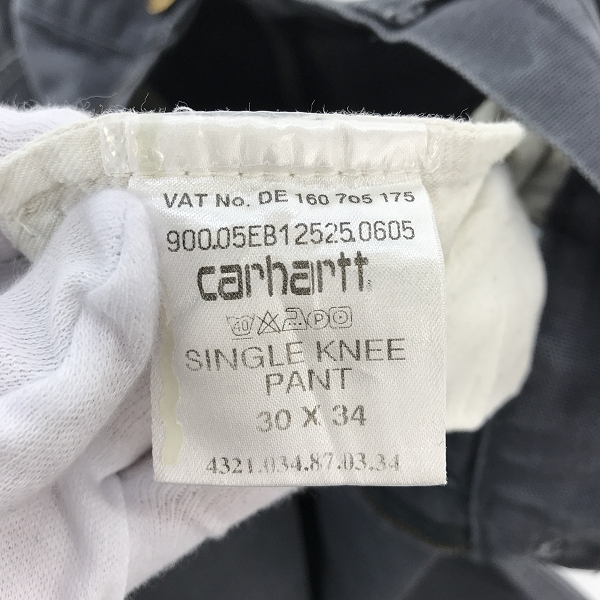 VAT No. DE 160 705 175
900.05EB12525.0605
carhartt
40 P
SINGLE KNEE
PANT
30 X 34
4321.034.87.03.34